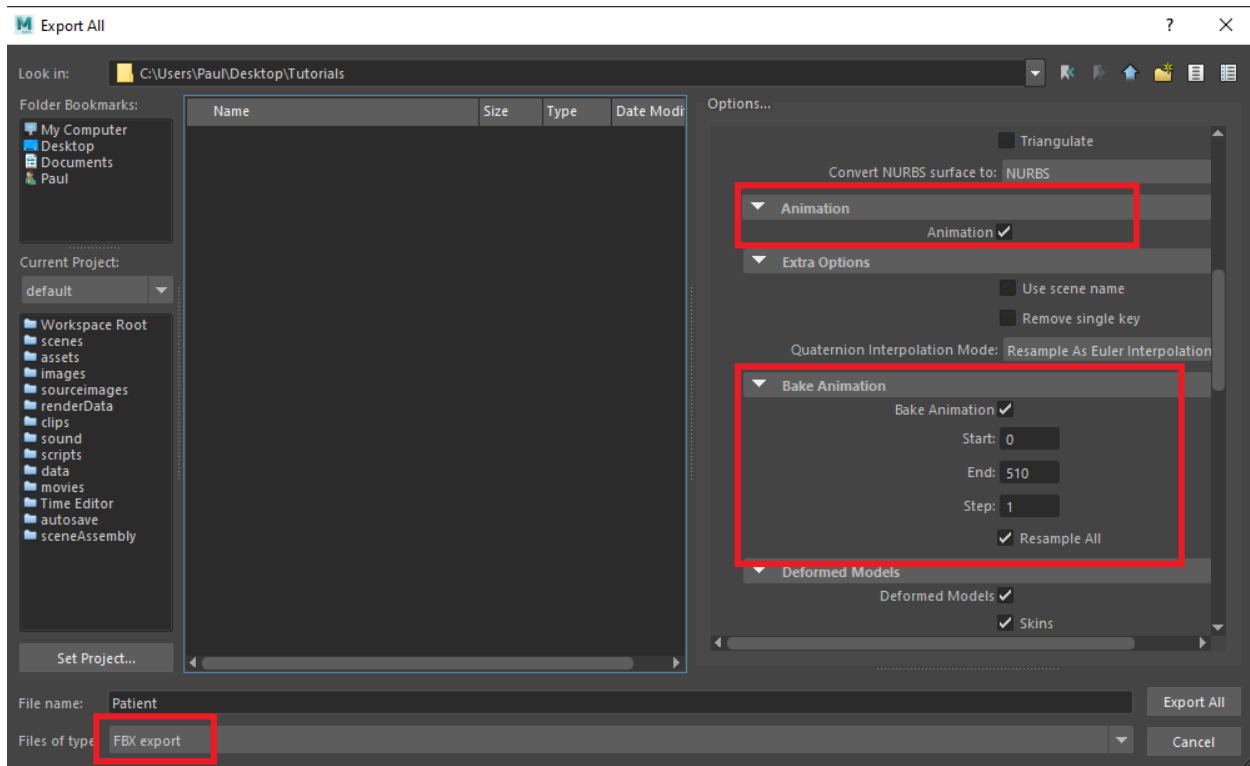 Export All
?
Look in:
C:\Users\Paul\Desktop\Tutorials
Folder Bookmarks:
My Computer
Desktop
Documents
Paul
Current Project:
default
Workspace Root
scenes
assets
images
sourceimages
renderData
clips
sound
scripts
data
movies
Time Editor
autosave
sceneAssembly
Set Project...
Name Size Type Date Modif
Options...
Triangulate
Convert NURBS surface to: NURBS
Animation
Animation
Extra Options
Use scene name
Remove single key
Quaternion Interpolation Mode: Resample As Euler Interpolation
Bake Animation
Bake Animation
Start: 0
End: 510
Step: 1
Resample All
Deformed Models
Deformed Models
Skins
File name: Patient
Export All
Files of type FBX export
Cancel